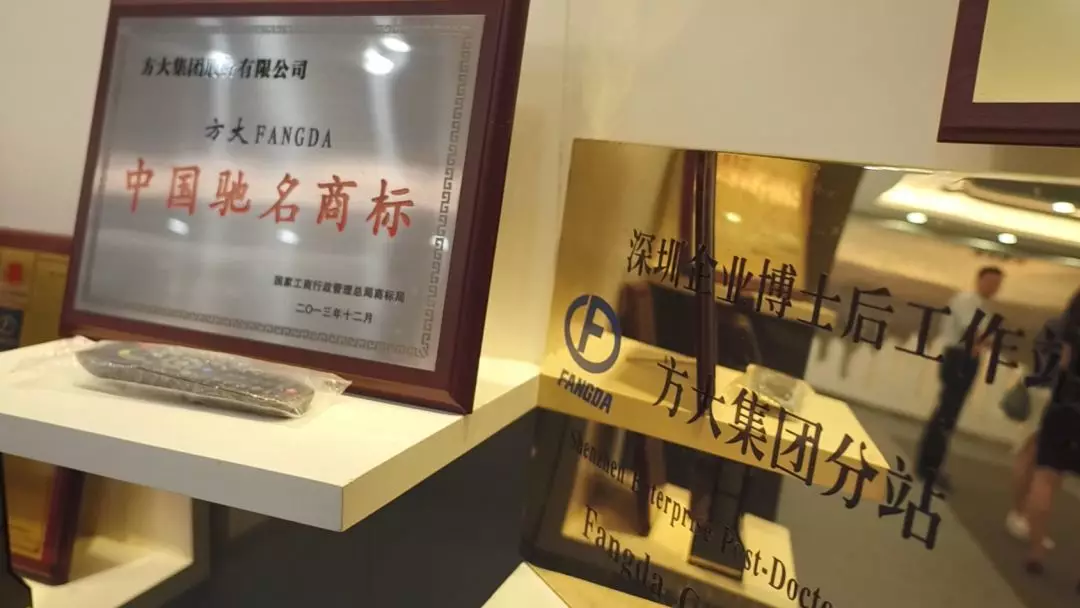 方大集团股份有限公司
方大 FANGDA
中国驰名商标
国家工商行政管理总局商标局
二〇一三年十二月
深圳企业博士后工作站
F
FANGDA
方大集团分站
Shenzhen Enterprise Post-Docto
Fangda